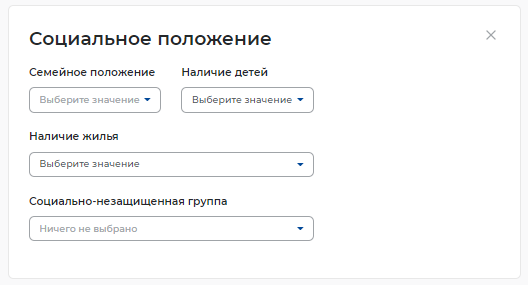 Социальное положение
Семейное положение Наличие детей
Выберите значение Выберите значение
Наличие жилья
Выберите значение
Социально-незащищенная группа
Ничего не выбрано